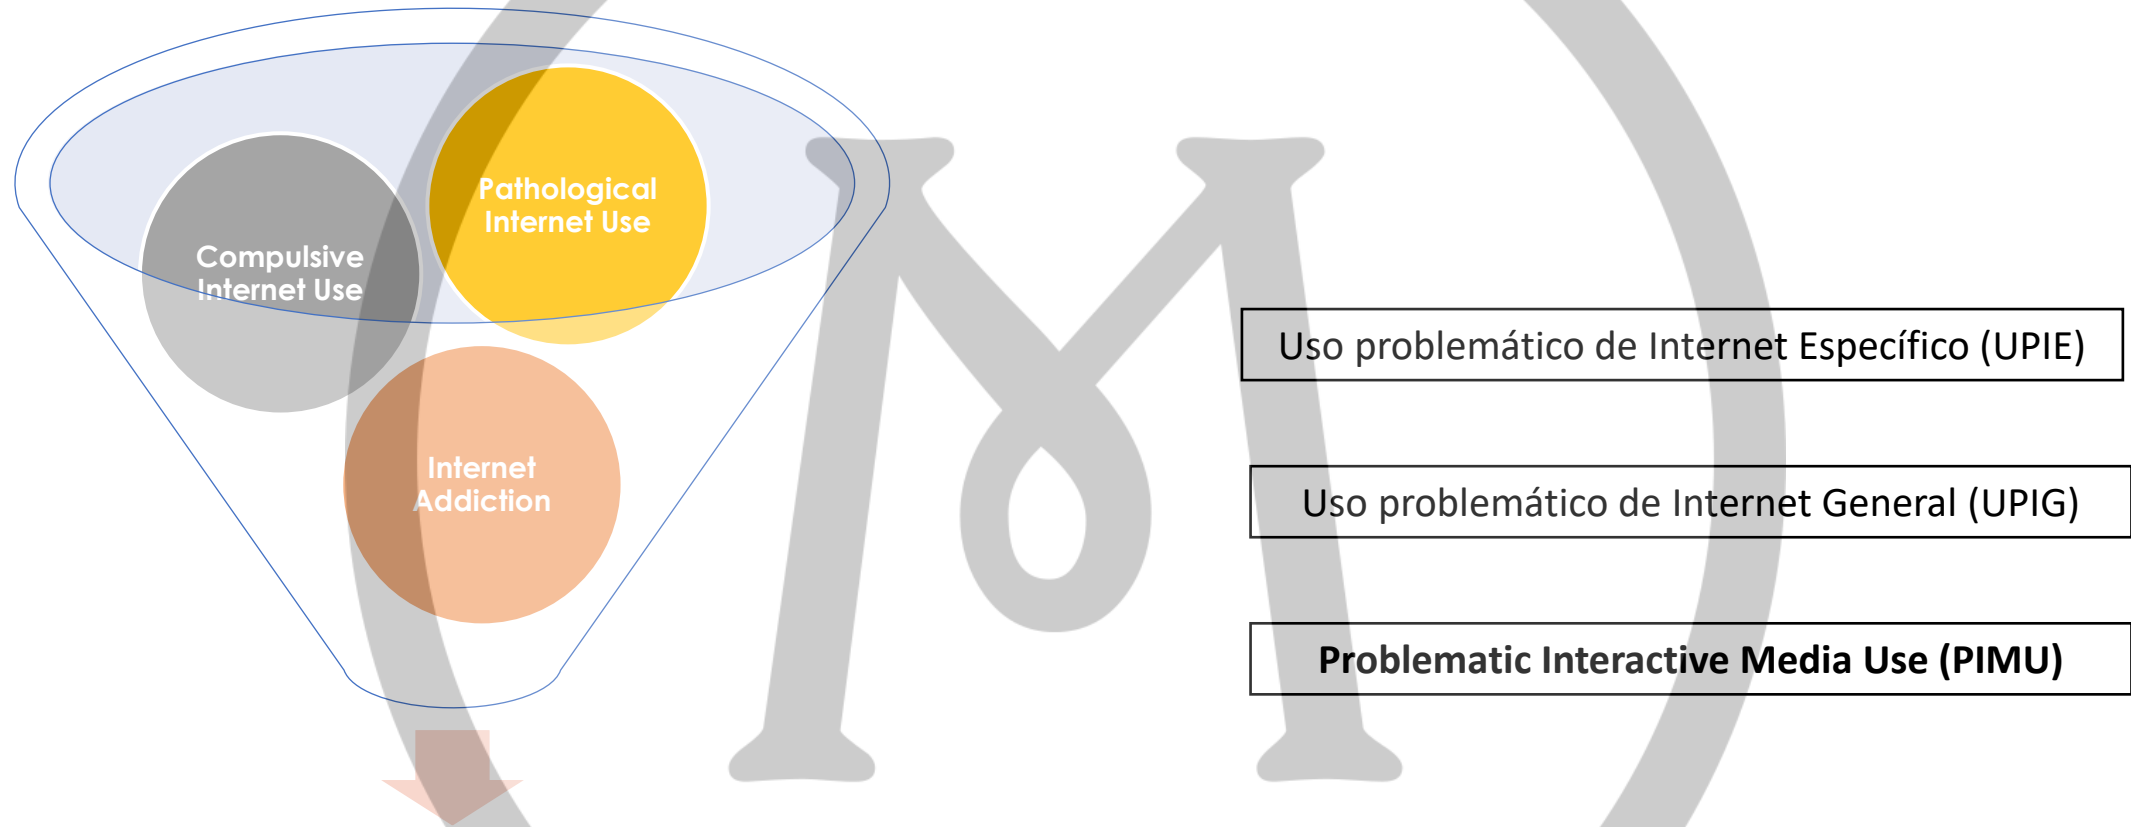 Pathological
Internet Use
Compulsive
Internet Use
Internet
Addiction
Uso problemático de Internet Específico (UPIE)
Uso problemático de Internet General (UPIG)
Problematic Interactive Media Use (PIMU)